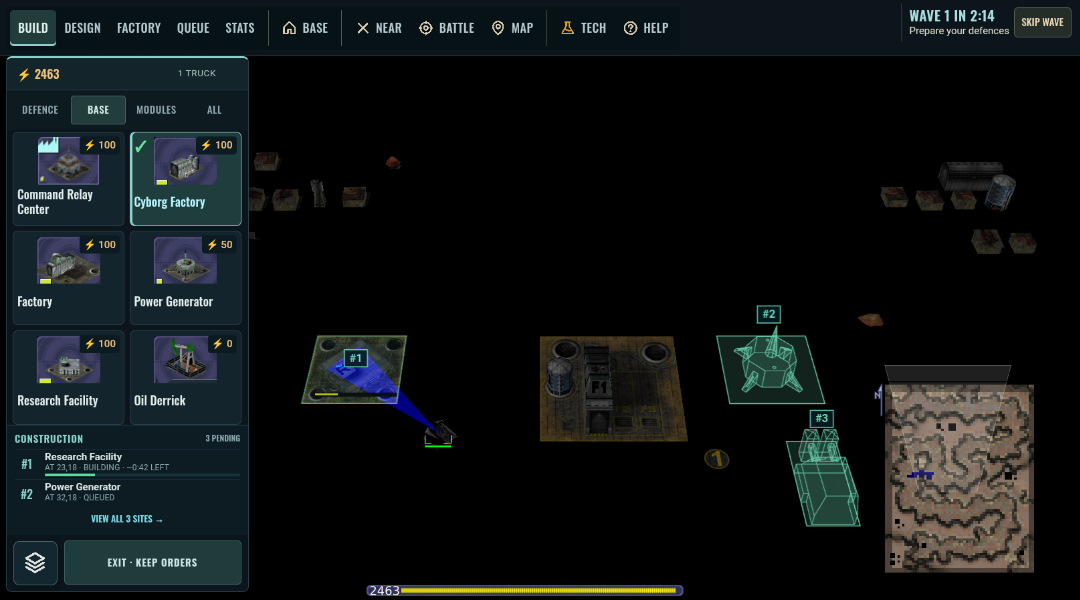 BUILD DESIGN FACTORY QUEUE STATS BASE NEAR BATTLE MAP TECH HELP
WAVE 1 IN 2:14
Prepare your defences
SKIP WAVE
2463
1 TRUCK
DEFENCE BASE MODULES ALL
100
Command Relay
Center
100
Cyborg Factory
100
Factory
50
Power Generator
100
Research Facility
0
Oil Derrick
CONSTRUCTION
3 PENDING
#1
Research Facility
AT 23,18 · BUILDING · ~0:42 LEFT
#2
Power Generator
AT 32,18 · QUEUED
VIEW ALL 3 SITES →
EXIT · KEEP ORDERS
#1
#2
#3
1
N
2463